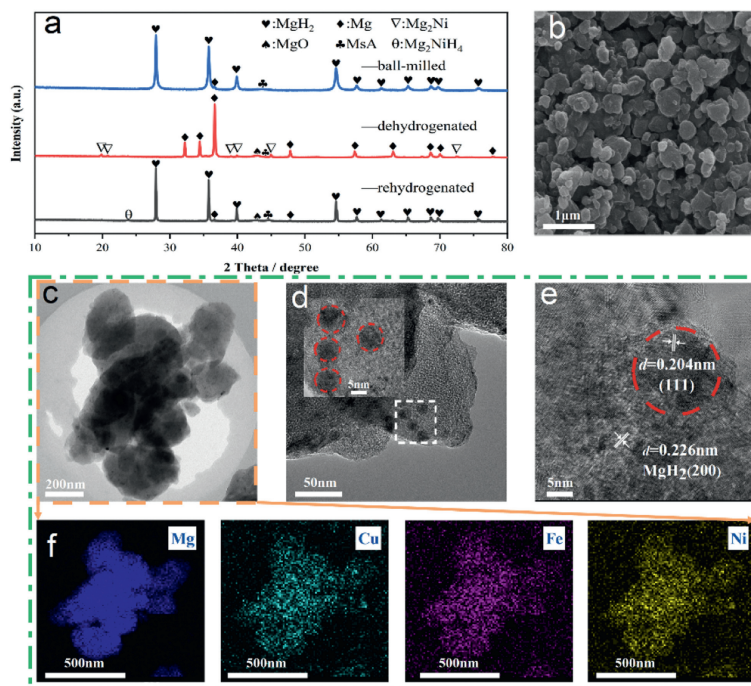 a
♥:MgH₂ ♦:Mg ▽:Mg₂Ni
♠:MgO ♣:MsA θ:Mg₂NiH₄
—ball-milled
—dehydrogenated
—rehydrogenated
θ
Intensity (a.u.)
10 20 30 40 50 60 70 80
2 Theta / degree
b
1μm
c
200nm
d
5nm
50nm
e
d=0.204nm
(111)
d=0.226nm
MgH₂(200)
5nm
f
Mg
500nm
Cu
500nm
Fe
500nm
Ni
500nm